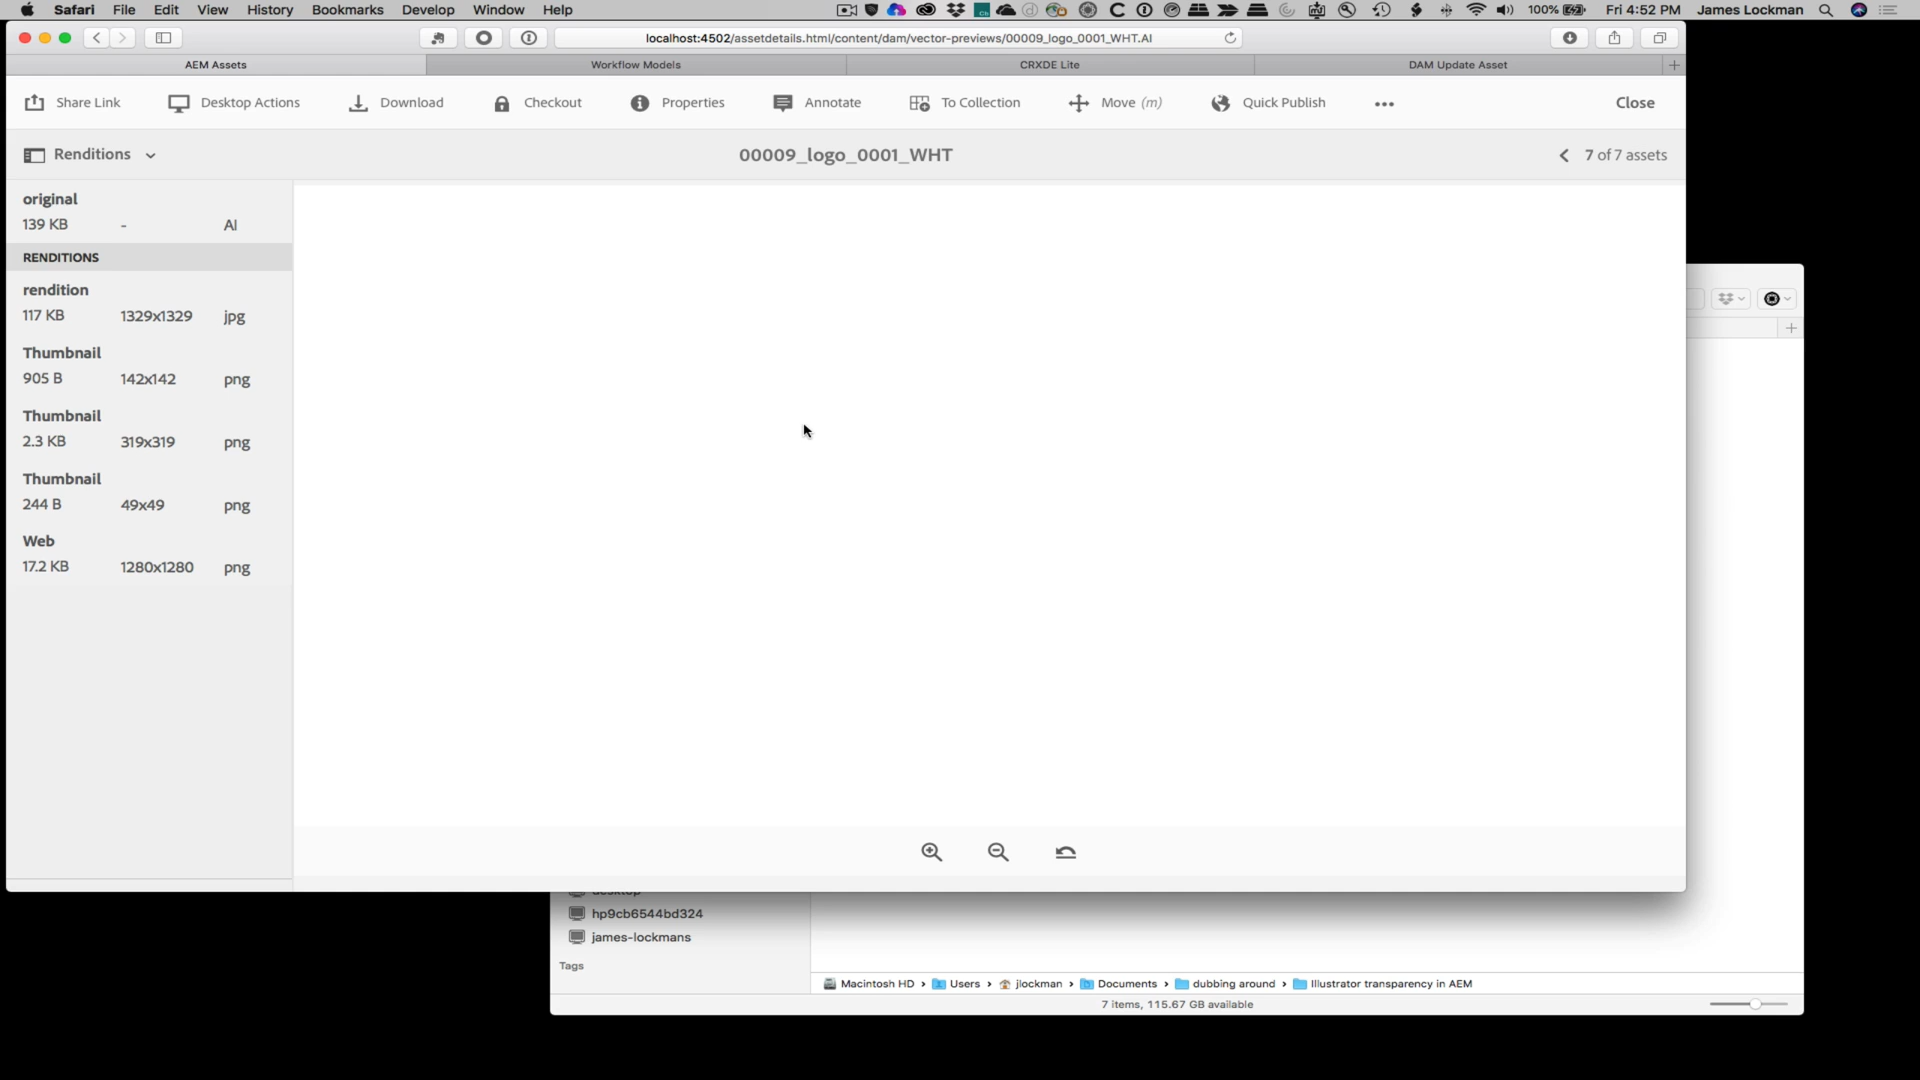 Safari File Edit View History Bookmarks Develop Window Help 100% Fri 4:52 PM James Lockman
localhost:4502/assetdetails.html/content/dam/vector-previews/00009_logo_0001_WHT.AI
AEM Assets Workflow Models CRXDE Lite DAM Update Asset
Share Link Desktop Actions Download Checkout Properties Annotate To Collection Move (m) Quick Publish Close
Renditions 00009_logo_0001_WHT 7 of 7 assets
original
139 KB - AI
RENDITIONS
rendition
117 KB 1329x1329 jpg
Thumbnail
905 B 142x142 png
Thumbnail
2.3 KB 319x319 png
Thumbnail
244 B 49x49 png
Web
17.2 KB 1280x1280 png
desktop
hp9cb6544bd324
james-lockmans
Tags
Macintosh HD › Users › jlockman › Documents › dubbing around › Illustrator transparency in AEM
7 items, 115.67 GB available